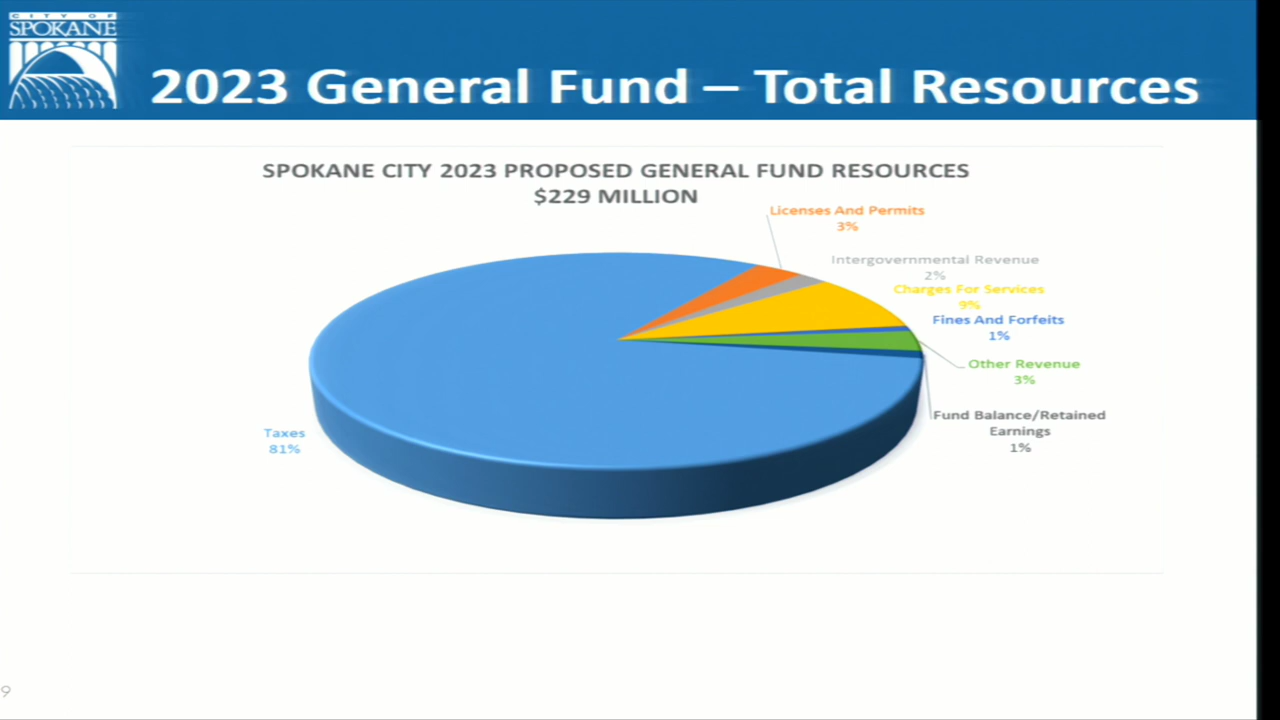 CITY OF
SPOKANE
2023 General Fund – Total Resources
SPOKANE CITY 2023 PROPOSED GENERAL FUND RESOURCES
$229 MILLION
Licenses And Permits
3%
Intergovernmental Revenue
2%
Charges For Services
9%
Fines And Forfeits
1%
Other Revenue
3%
Fund Balance/Retained
Earnings
1%
Taxes
81%
9